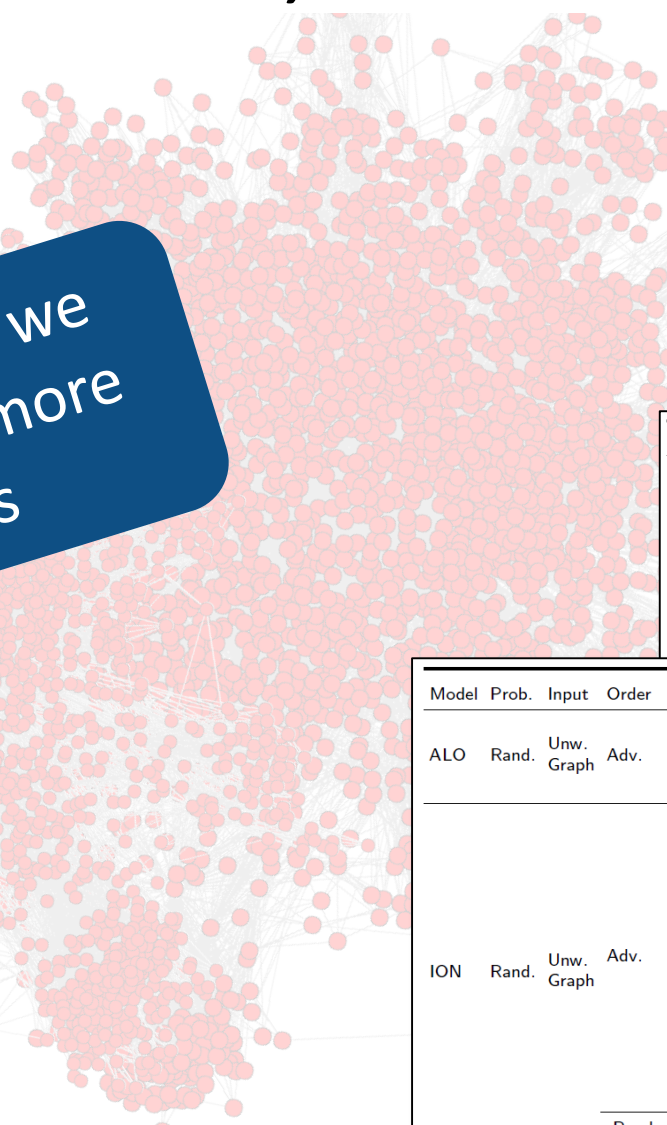 we
more
s
Model Prob. Input Order
ALO Rand. Unw. Graph Adv.
ION Rand. Unw. Graph Adv.